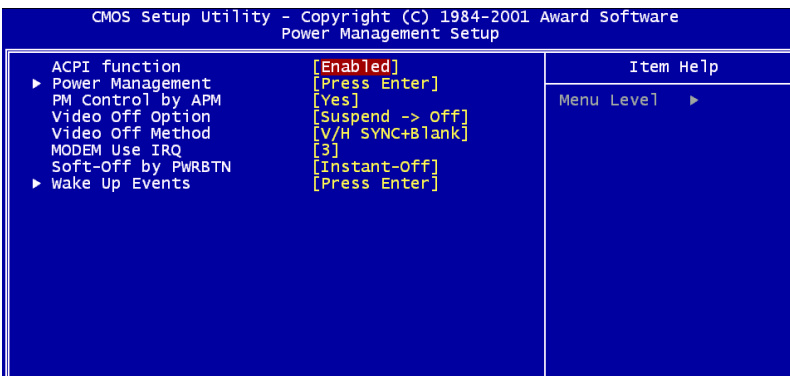 CMOS Setup Utility - Copyright (C) 1984-2001 Award Software
Power Management Setup
ACPI function [Enabled]
▶ Power Management [Press Enter]
PM Control by APM [Yes]
Video Off Option [Suspend -> Off]
Video Off Method [V/H SYNC+Blank]
MODEM Use IRQ [3]
Soft-Off by PWRBTN [Instant-Off]
▶ Wake Up Events [Press Enter]
Item Help
Menu Level ▶